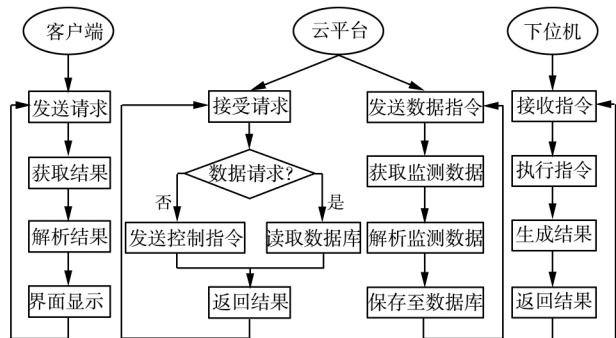 客户端
云平台
下位机
发送请求
接受请求
发送数据指令
接收指令
获取结果
数据请求?
获取监测数据
执行指令
否
是
解析结果
发送控制指令
读取数据库
解析监测数据
生成结果
界面显示
返回结果
保存至数据库
返回结果